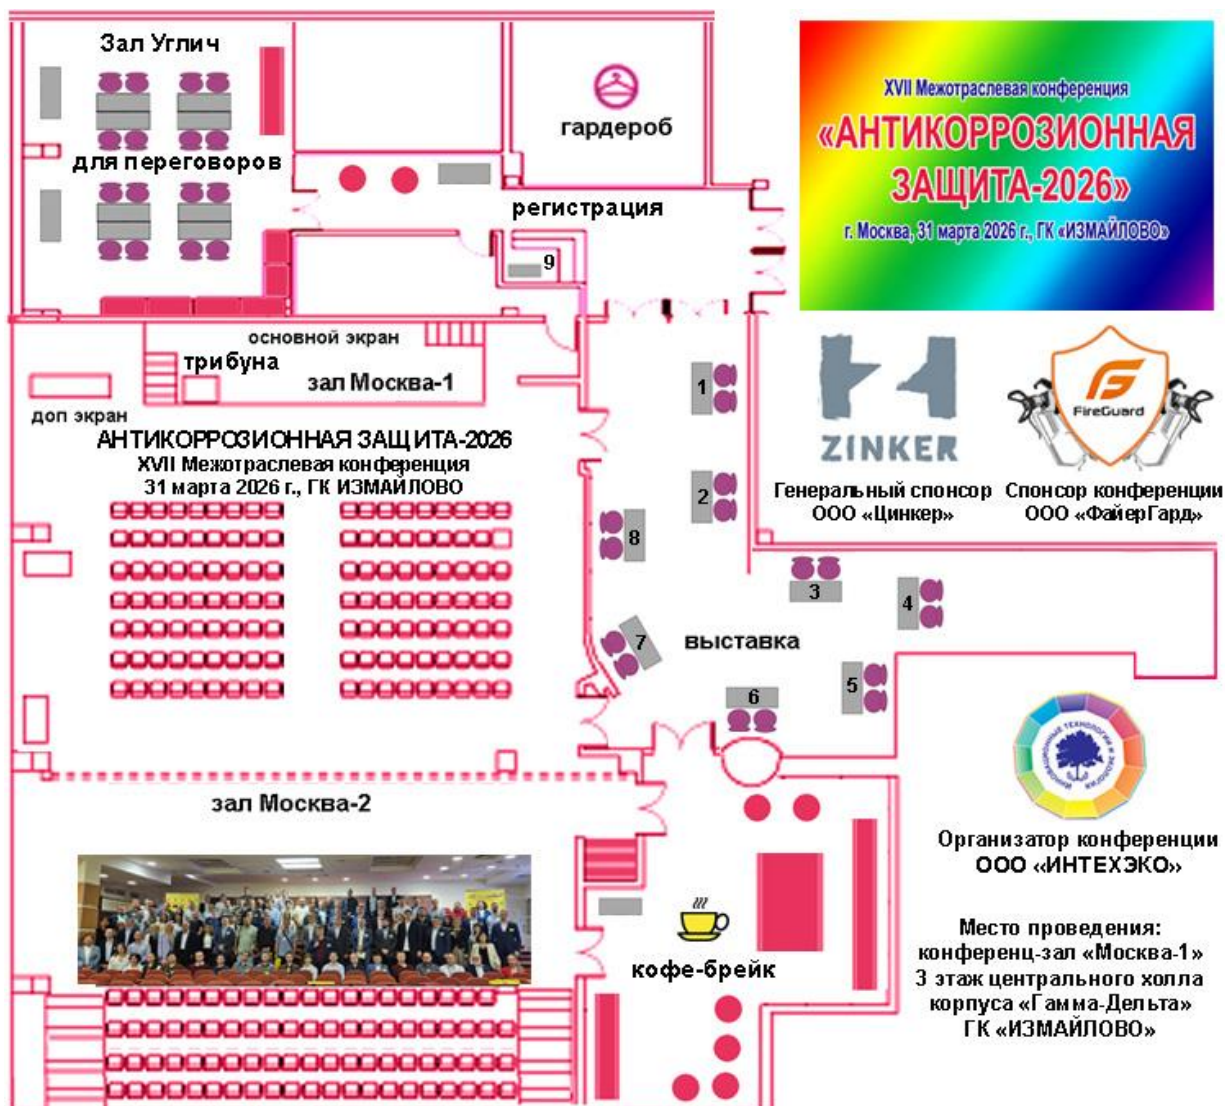 Зал Углич
для переговоров
гардероб
регистрация
9
XVII Межотраслевая конференция
«АНТИКОРРОЗИОННАЯ
ЗАЩИТА-2026»
г. Москва, 31 марта 2026 г., ГК «ИЗМАЙЛОВО»
основной экран
трибуна
зал Москва-1
доп экран
АНТИКОРРОЗИОННАЯ ЗАЩИТА-2026
XVII Межотраслевая конференция
31 марта 2026 г., ГК ИЗМАЙЛОВО
1
2
3
4
5
6
7
8
выставка
ZINKER
Генеральный спонсор
ООО «Цинкер»
FireGuard
Спонсор конференции
ООО «ФайерГард»
зал Москва-2
кофе-брейк
ИННОВАЦИОННЫЕ ТЕХНОЛОГИИ И ЭКОЛОГИЯ
Организатор конференции
ООО «ИНТЕХЭКО»
Место проведения:
конференц-зал «Москва-1»
3 этаж центрального холла
корпуса «Гамма-Дельта»
ГК «ИЗМАЙЛОВО»